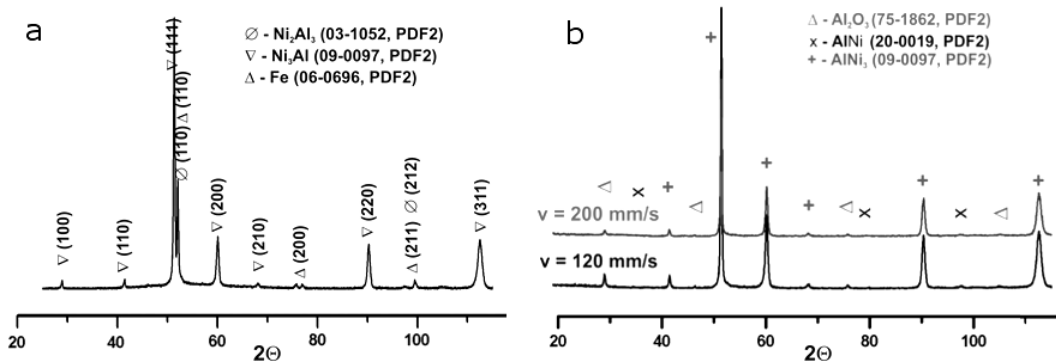 a
∅ - Ni₂Al₃ (03-1052, PDF2)
▽ - Ni₃Al (09-0097, PDF2)
△ - Fe (06-0696, PDF2)
▽ (100)
▽ (110)
▽ (111)
∅ (110) △ (110)
▽ (200)
▽ (210)
△ (200)
▽ (220)
△ (211) ∅ (212)
▽ (311)
20 40 60 80 100
2Θ
b
△ - Al₂O₃ (75-1862, PDF2)
x - AlNi (20-0019, PDF2)
+ - AlNi₃ (09-0097, PDF2)
v = 200 mm/s
v = 120 mm/s
20 40 60 80 100
2Θ